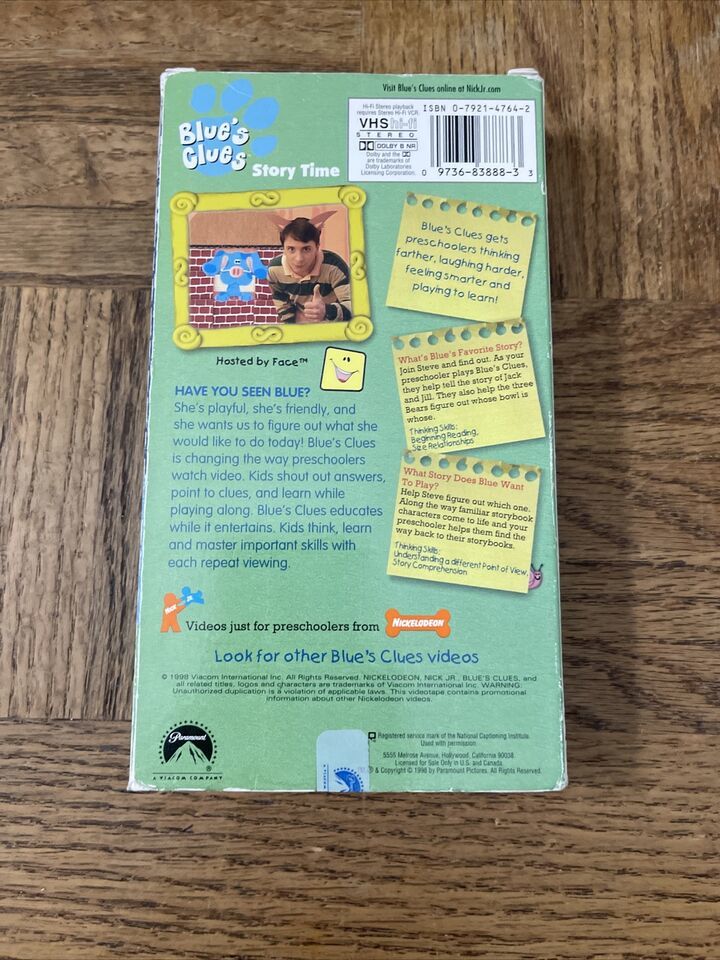 Visit Blue's Clues online at NickJr.com
Blue's
Clues
Story Time
Hi-Fi Stereo playback
requires Stereo Hi-Fi VCR
VHS hi-fi
STEREO
DOLBY B NR
Dolby and the
are trademarks of
Dolby Laboratories
Licensing Corporation.
ISBN 0-7921-4764-2
0 9736-83888-3 3
Blue's Clues gets
preschoolers thinking
farther, laughing harder,
feeling smarter and
playing to learn!
Hosted by Face™
HAVE YOU SEEN BLUE?
She's playful, she's friendly, and
she wants us to figure out what she
would like to do today! Blue's Clues
is changing the way preschoolers
watch video. Kids shout out answers,
point to clues, and learn while
playing along. Blue's Clues educates
while it entertains. Kids think, learn
and master important skills with
each repeat viewing.
What's Blue's Favorite Story?
Join Steve and find out. As your
preschooler plays Blue's Clues,
they help tell the story of Jack
and Jill. They also help the three
Bears figure out whose bowl is
whose.
Thinking Skills:
Beginning Reading,
Size Relationships
What Story Does Blue Want
To Play?
Help Steve figure out which one.
Along the way familiar storybook
characters come to life and your
preschooler helps them find the
way back to their storybooks.
Thinking Skills:
Understanding a different Point of View,
Story Comprehension
NICK JR.
Videos just for preschoolers from
NICKELODEON
Look for other Blue's Clues videos
© 1998 Viacom International Inc. All Rights Reserved. NICKELODEON, NICK JR., BLUE'S CLUES, and
all related titles, logos and characters are trademarks of Viacom International Inc. WARNING:
Unauthorized duplication is a violation of applicable laws. This videotape contains promotional
information about other Nickelodeon videos.
Paramount
®
A VIACOM COMPANY
Registered service mark of the National Captioning Institute.
Used with permission.
5555 Melrose Avenue, Hollywood, California 90038
Licensed for Sale Only in U.S. and Canada.
& Copyright © 1998 by Paramount Pictures. All Rights Reserved.